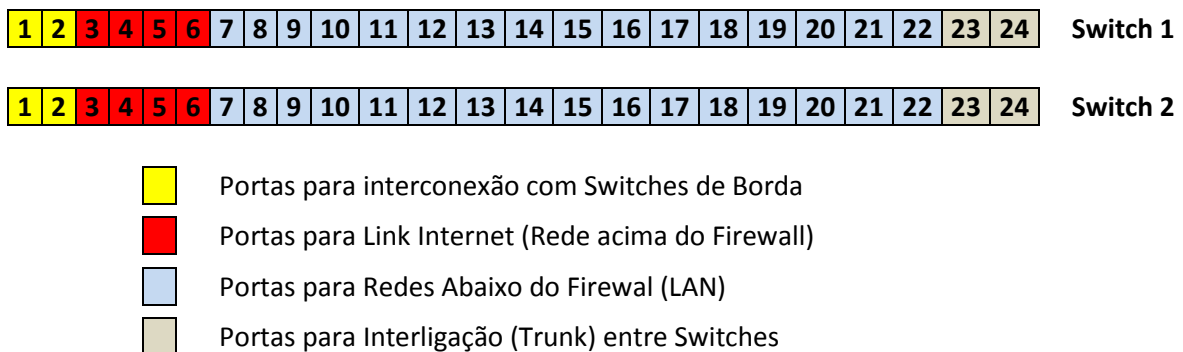 1 2 3 4 5 6 7 8 9 10 11 12 13 14 15 16 17 18 19 20 21 22 23 24 Switch 1
1 2 3 4 5 6 7 8 9 10 11 12 13 14 15 16 17 18 19 20 21 22 23 24 Switch 2
Portas para interconexão com Switches de Borda
Portas para Link Internet (Rede acima do Firewall)
Portas para Redes Abaixo do Firewal (LAN)
Portas para Interligação (Trunk) entre Switches